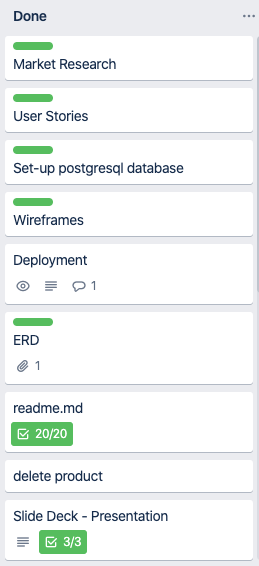 Done
Market Research
User Stories
Set-up postgresql database
Wireframes
Deployment
1
ERD
1
readme.md
20/20
delete product
Slide Deck - Presentation
3/3